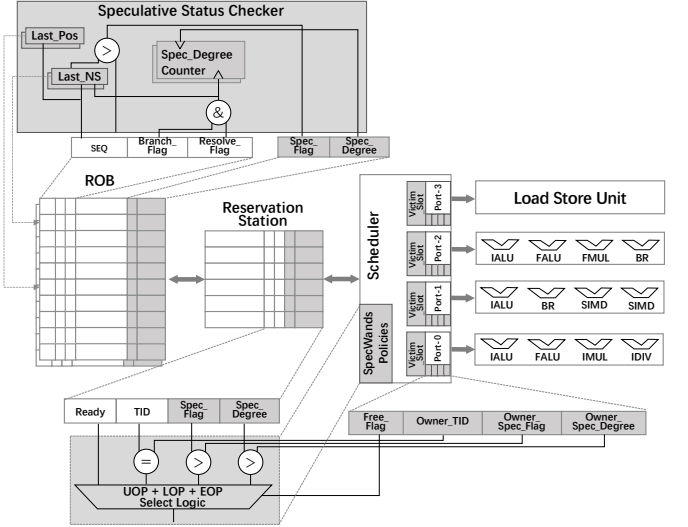 Speculative Status Checker
Last_Pos
>
Spec_Degree
Counter
Last_NS
&
SEQ
Branch_
Flag
Resolve_
Flag
Spec_
Flag
Spec_
Degree
ROB
Reservation
Station
Scheduler
SpecWands
Policies
Victim
Slot
Port-3
Load Store Unit
Victim
Slot
Port-2
IALU FALU FMUL BR
Victim
Slot
Port-1
IALU BR SIMD SIMD
Victim
Slot
Port-0
IALU FALU IMUL IDIV
Ready
TID
Spec_
Flag
Spec_
Degree
Free_
Flag
Owner_TID
Owner_
Spec_Flag
Owner_
Spec_Degree
= > >
UOP + LOP + EOP
Select Logic